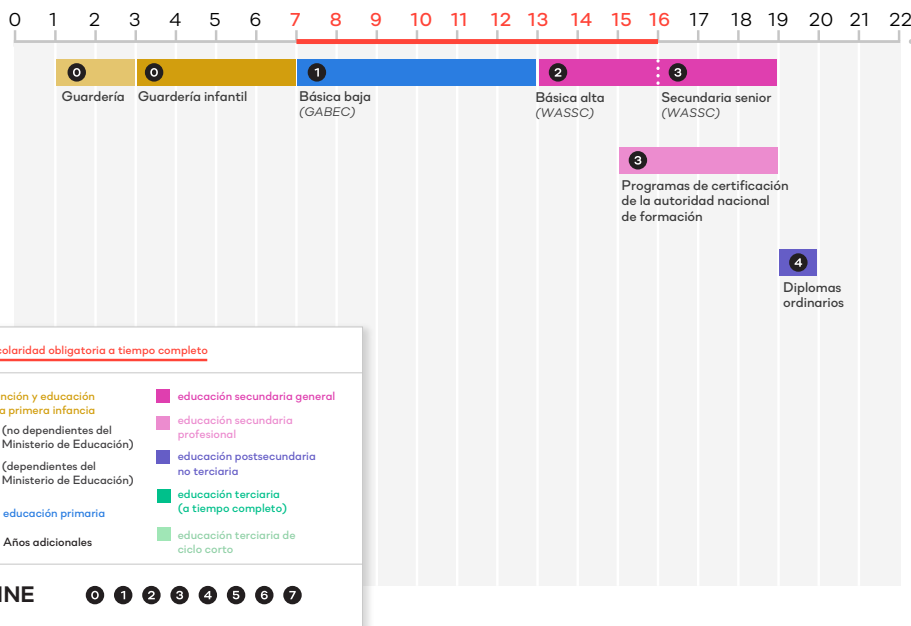 0 1 2 3 4 5 6 7 8 9 10 11 12 13 14 15 16 17 18 19 20 21 22
0 0 1 2 3
Guardería Guardería infantil Básica baja Básica alta Secundaria senior
(GABEC) (WASSC) (WASSC)
3
Programas de certificación
de la autoridad nacional
de formación
4
Diplomas
ordinarios
colaridad obligatoria a tiempo completo
nción y educación
a primera infancia
(no dependientes del
Ministerio de Educación)
(dependientes del
Ministerio de Educación)
educación primaria
Años adicionales
educación secundaria general
educación secundaria
profesional
educación postsecundaria
no terciaria
educación terciaria
(a tiempo completo)
educación terciaria de
ciclo corto
INE 0 1 2 3 4 5 6 7